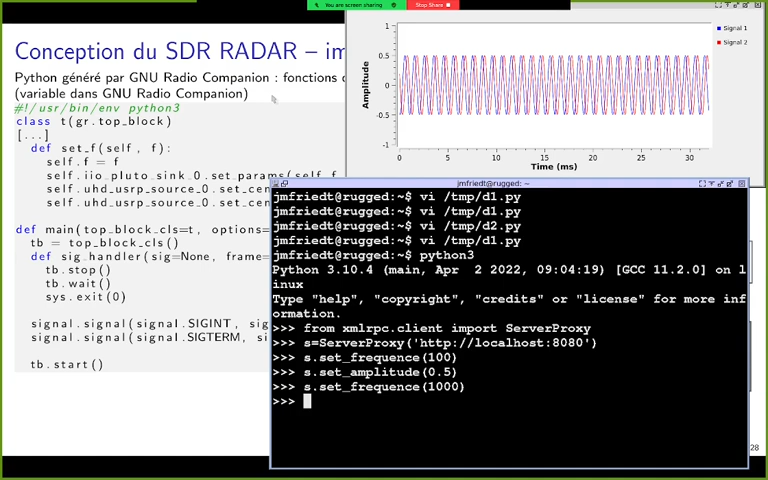 You are screen sharing
Stop Share
Conception du SDR RADAR – im
Python généré par GNU Radio Companion : fonctions
(variable dans GNU Radio Companion)
#!/usr/bin/env python3
class t(gr.top_block)
[...]
def set_f(self, f):
self.f = f
self.iio_pluto_sink_0.set_params(self.f
self.uhd_usrp_source_0.set_cen
self.uhd_usrp_source_0.set_cen
def main(top_block_cls=t, options=
tb = top_block_cls()
def sig_handler(sig=None, frame=
tb.stop()
tb.wait()
sys.exit(0)
signal.signal(signal.SIGINT, sig
signal.signal(signal.SIGTERM, si
tb.start()
28
1
0.5
0
-0.5
-1
Amplitude
0
5
10
15
20
25
30
Time (ms)
Signal 1
Signal 2
jmfriedt@rugged: ~
jmfriedt@rugged:~$ vi /tmp/d1.py
jmfriedt@rugged:~$ vi /tmp/d1.py
jmfriedt@rugged:~$ vi /tmp/d2.py
jmfriedt@rugged:~$ vi /tmp/d1.py
jmfriedt@rugged:~$ python3
Python 3.10.4 (main, Apr  2 2022, 09:04:19) [GCC 11.2.0] on l
inux
Type "help", "copyright", "credits" or "license" for more inf
ormation.
>>> from xmlrpc.client import ServerProxy
>>> s=ServerProxy('http://localhost:8080')
>>> s.set_frequence(100)
>>> s.set_amplitude(0.5)
>>> s.set_frequence(1000)
>>>